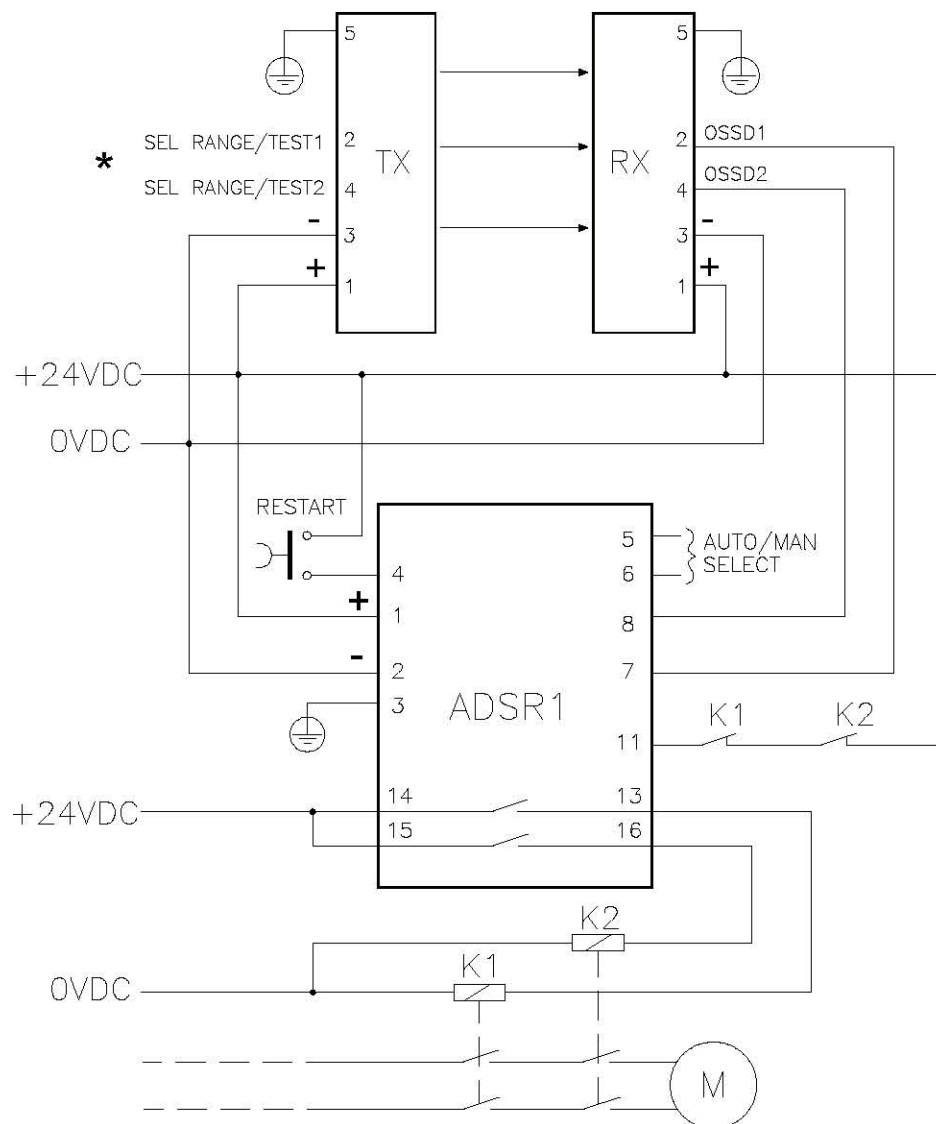 5
5
SEL RANGE/TEST1
2
TX
RX
2
OSSD1
*
SEL RANGE/TEST2
4
4
OSSD2
-
3
3
-
+
1
1
+
+24VDC
0VDC
RESTART
5
AUTO/MAN
SELECT
4
6
+
1
8
-
2
7
3
ADSR1
11
K1
K2
+24VDC
14
13
15
16
K2
K1
0VDC
M